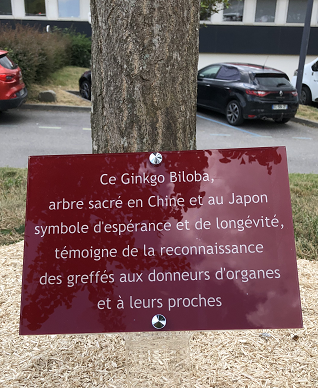 Ce Ginkgo Biloba,
arbre sacré en Chine et au Japon
symbole d'espérance et de longévité,
témoigne de la reconnaissance
des greffés aux donneurs d'organes
et à leurs proches